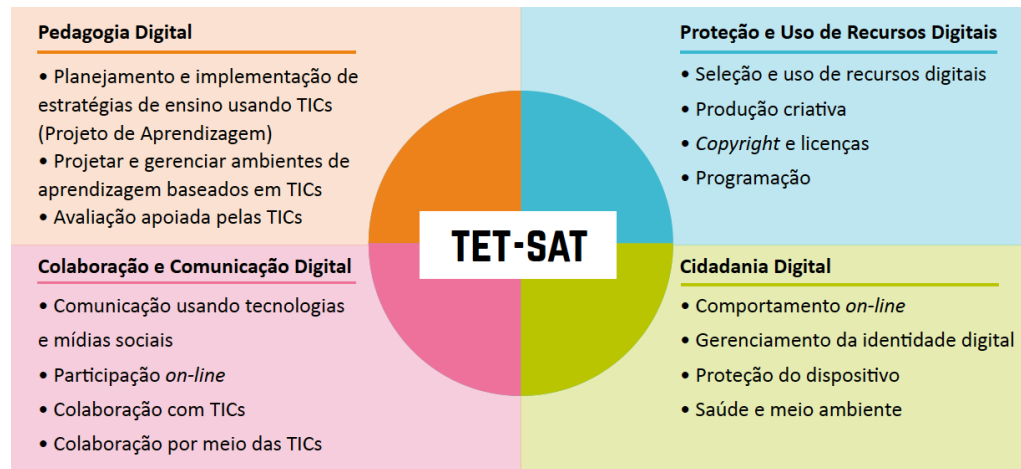 Pedagogia Digital
• Planejamento e implementação de
estratégias de ensino usando TICs
(Projeto de Aprendizagem)
• Projetar e gerenciar ambientes de
aprendizagem baseados em TICs
• Avaliação apoiada pelas TICs
Proteção e Uso de Recursos Digitais
• Seleção e uso de recursos digitais
• Produção criativa
• Copyright e licenças
• Programação
TET-SAT
Colaboração e Comunicação Digital
• Comunicação usando tecnologias
e mídias sociais
• Participação on-line
• Colaboração com TICs
• Colaboração por meio das TICs
Cidadania Digital
• Comportamento on-line
• Gerenciamento da identidade digital
• Proteção do dispositivo
• Saúde e meio ambiente